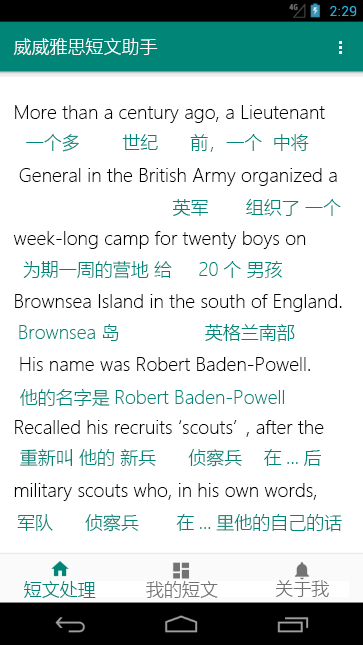 4G 2:29
威威雅思短文助手
More than a century ago, a Lieutenant
一个多 世纪 前，一个 中将
General in the British Army organized a
英军 组织了 一个
week-long camp for twenty boys on
为期一周的营地 给 20 个 男孩
Brownsea Island in the south of England.
Brownsea 岛 英格兰南部
His name was Robert Baden-Powell.
他的名字是 Robert Baden-Powell
Recalled his recruits ‘scouts’, after the
重新叫 他的 新兵 侦察兵 在 ... 后
military scouts who, in his own words,
军队 侦察兵 在 ... 里他的自己的话
短文处理 我的短文 关于我